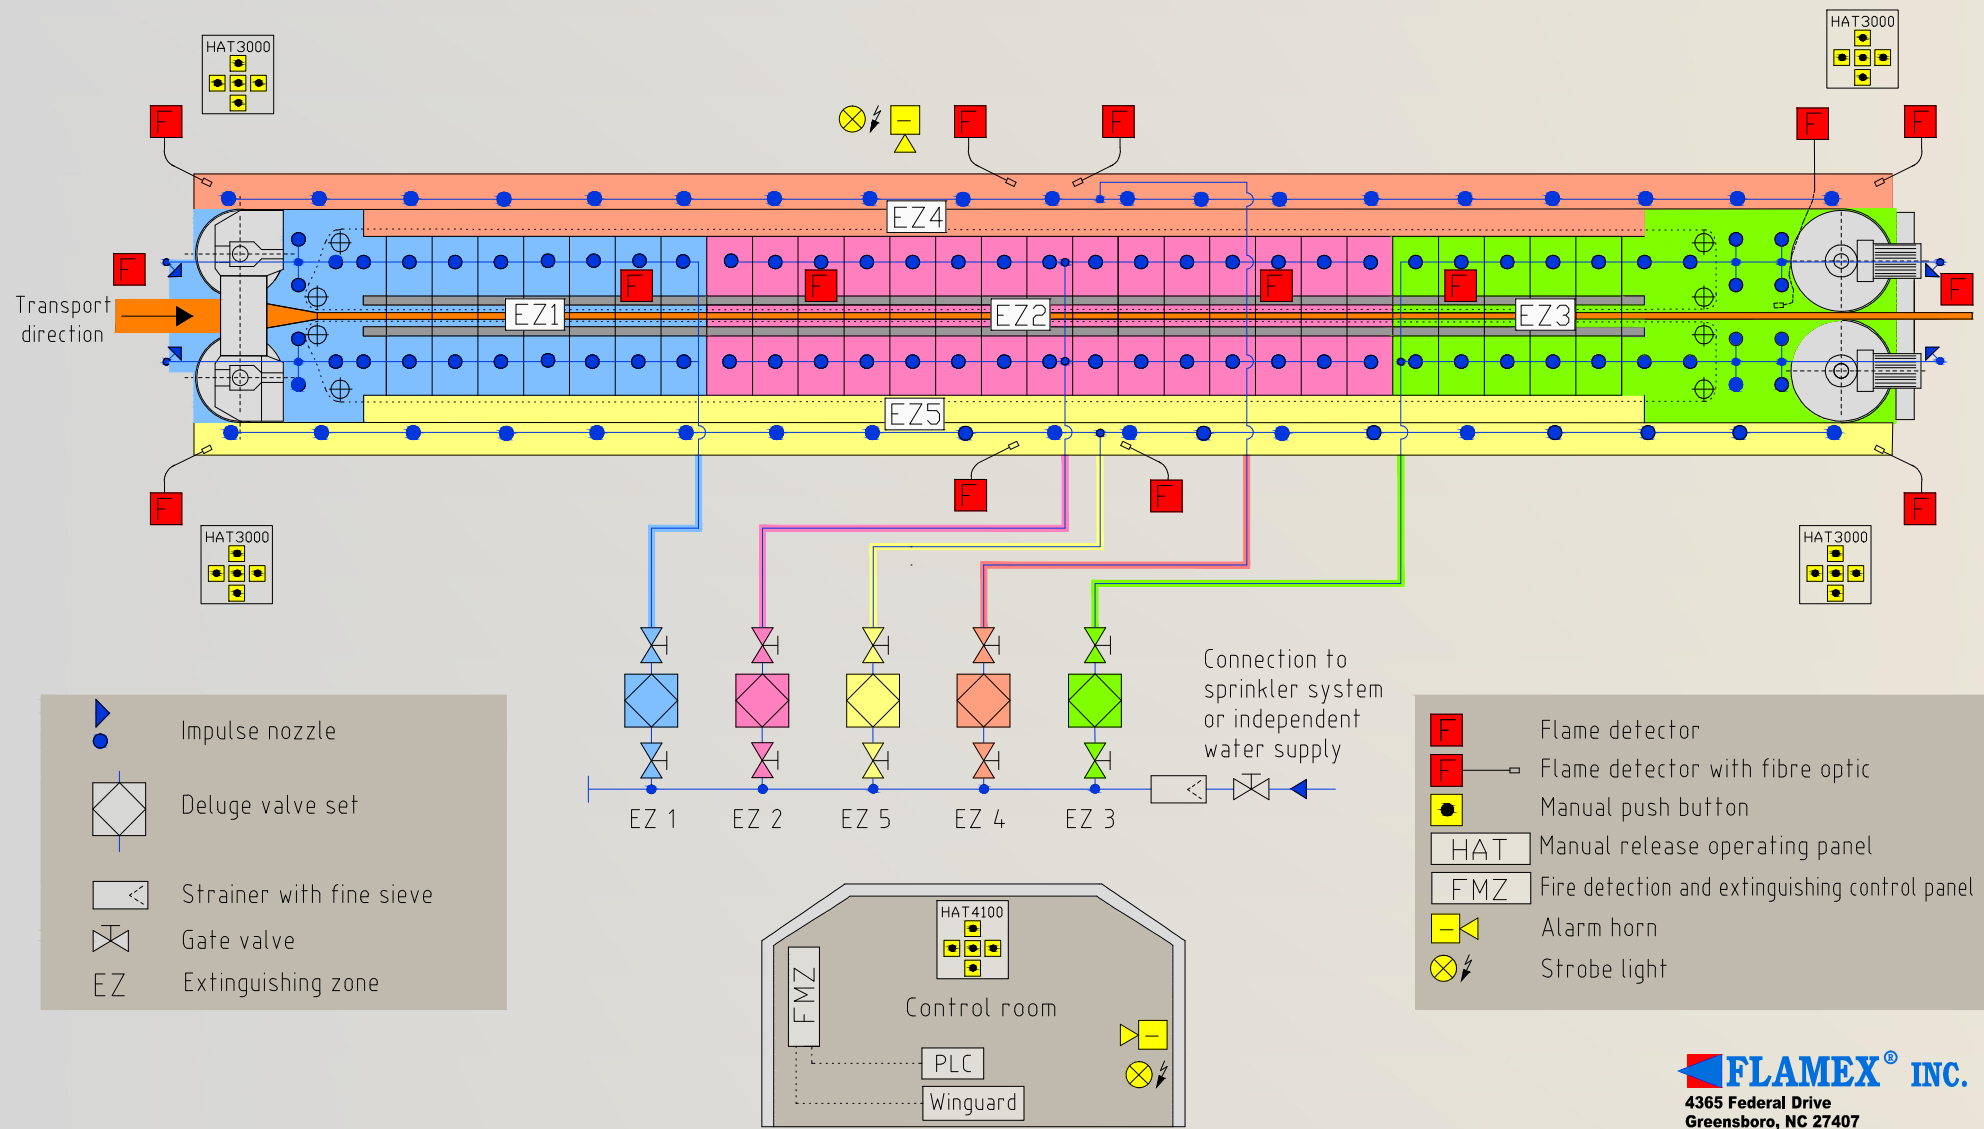 HAT3000
HAT3000
F
F
F
F
F
EZ4
F
F
F
F
F
F
Transport
direction
EZ1
EZ2
EZ3
EZ5
F
F
F
F
HAT3000
HAT3000
Connection to
sprinkler system
or independent
water supply
EZ 1
EZ 2
EZ 5
EZ 4
EZ 3
Impulse nozzle
Deluge valve set
Strainer with fine sieve
Gate valve
EZ Extinguishing zone
F Flame detector
F Flame detector with fibre optic
Manual push button
HAT Manual release operating panel
FMZ Fire detection and extinguishing control panel
Alarm horn
Strobe light
HAT4100
FMZ
Control room
PLC
Winguard
FLAMEX® INC.
4365 Federal Drive
Greensboro, NC 27407